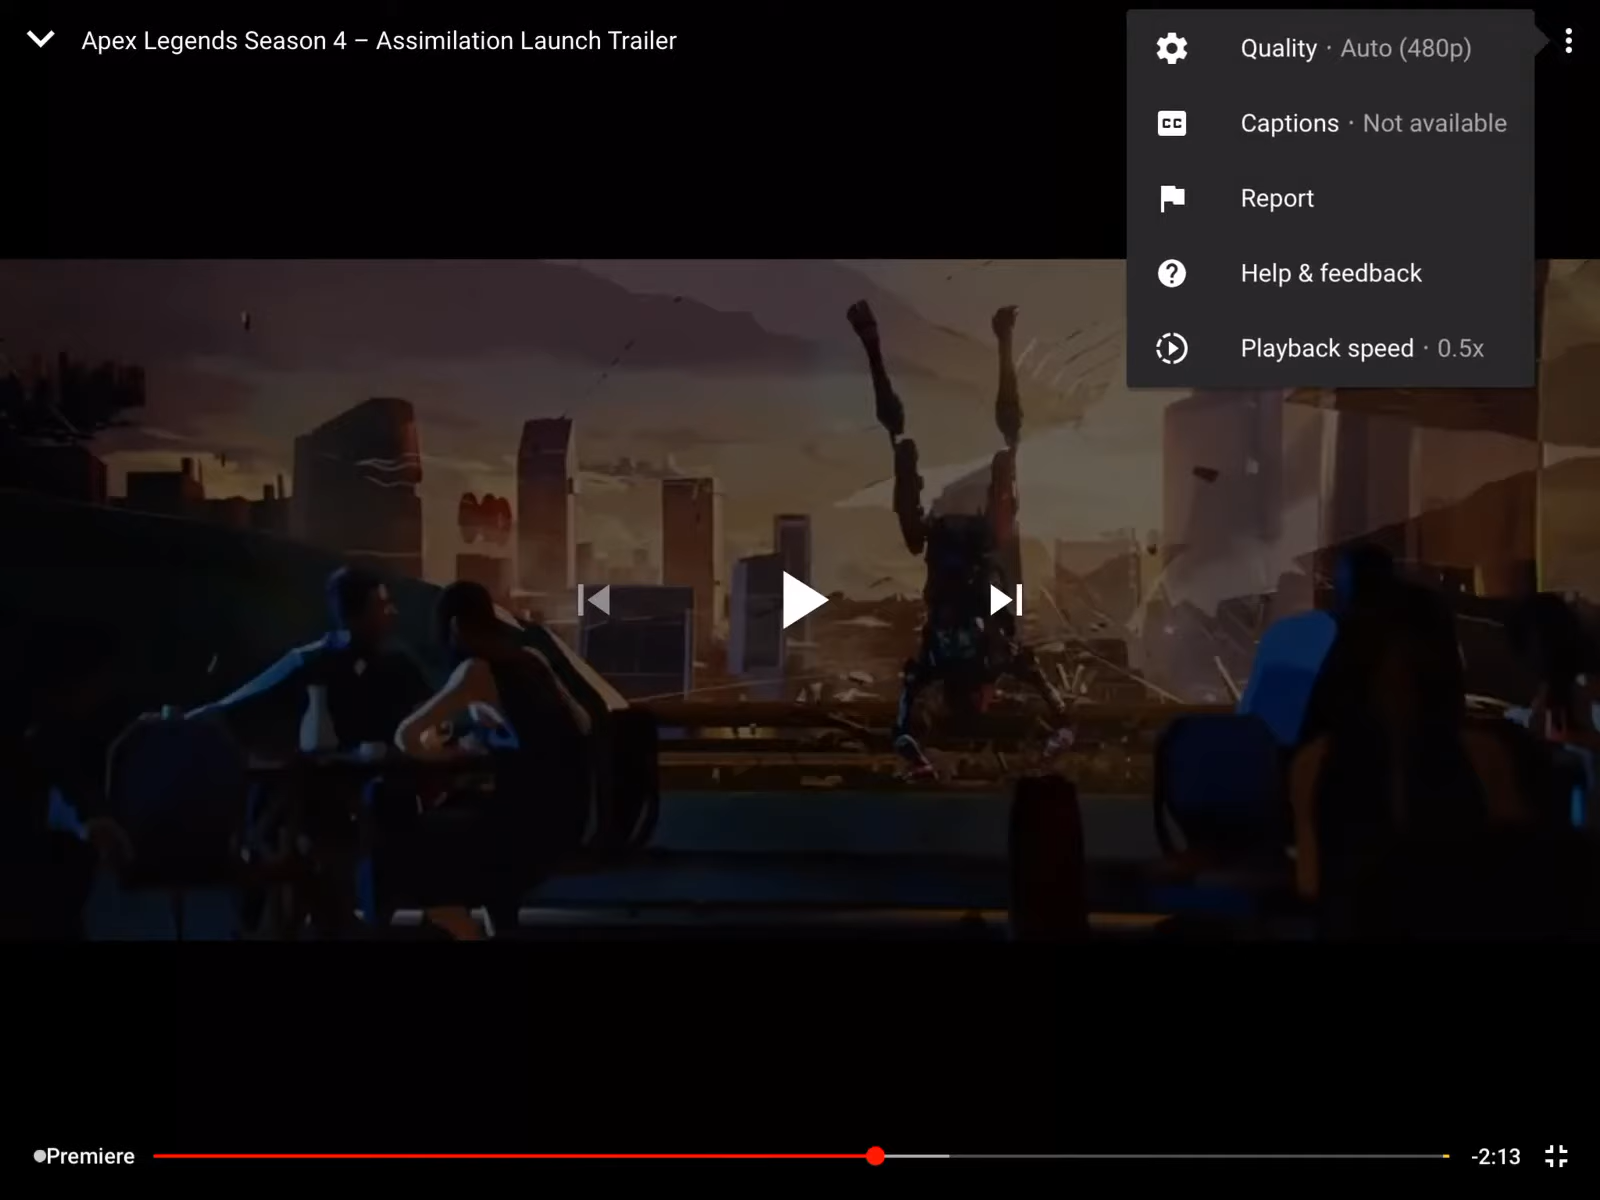 Apex Legends Season 4 – Assimilation Launch Trailer
Quality · Auto (480p)
CC Captions · Not available
Report
? Help & feedback
Playback speed · 0.5x
Premiere
-2:13